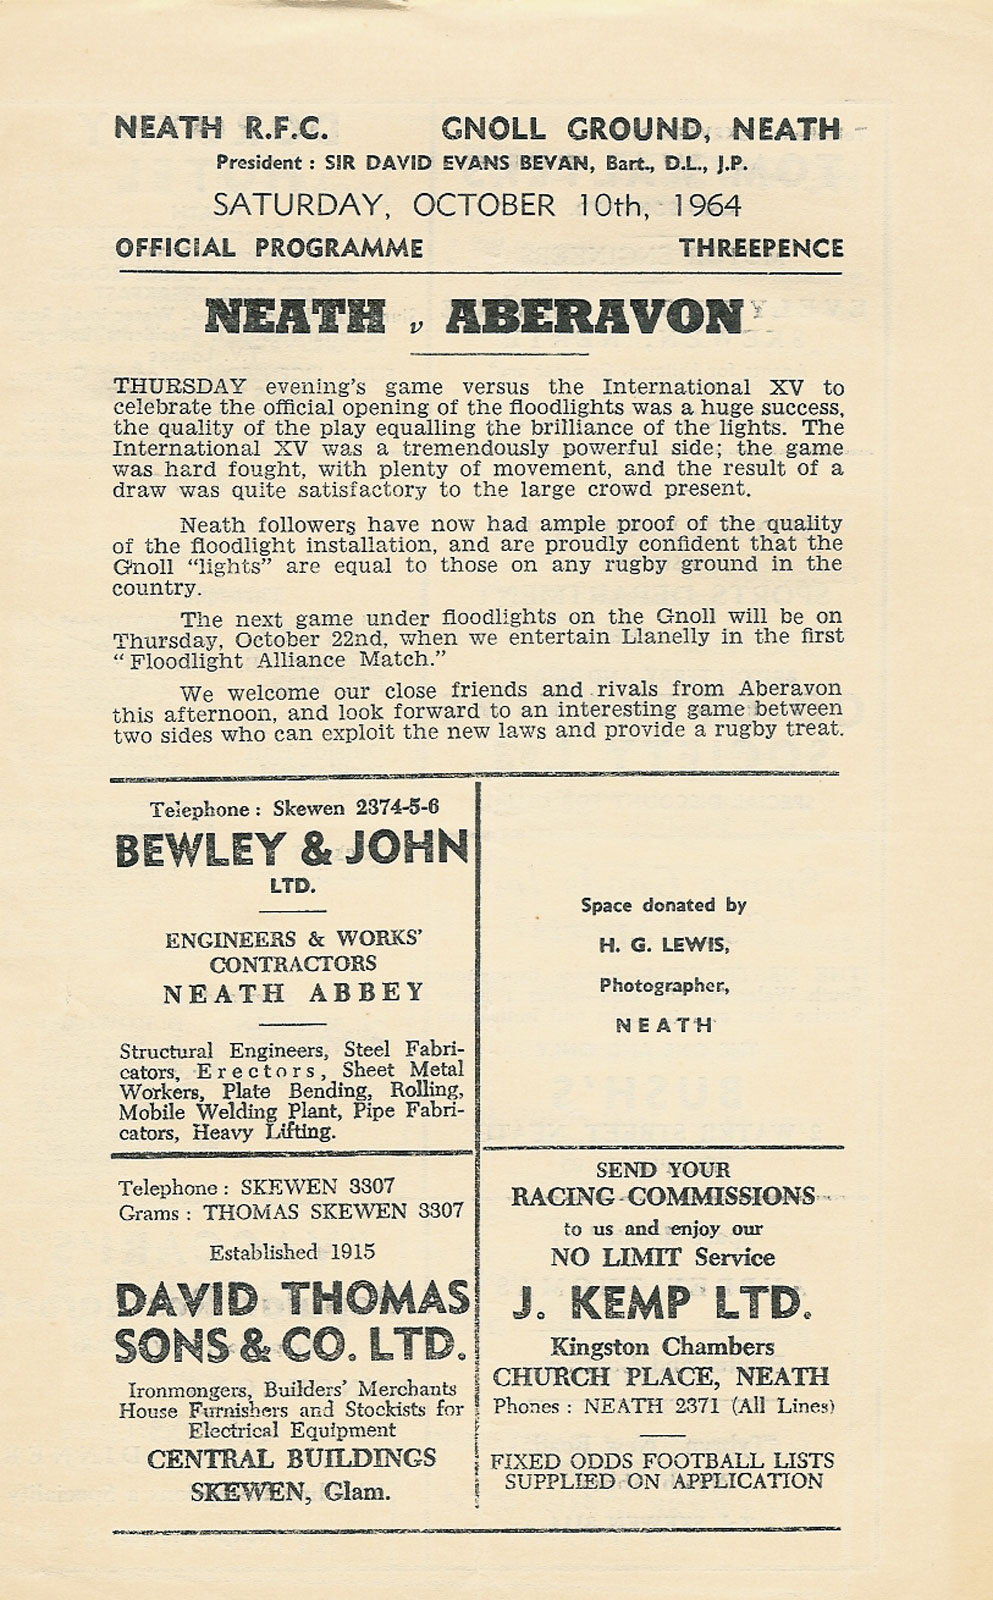 NEATH R.F.C. GNOLL GROUND, NEATH
President : SIR DAVID EVANS BEVAN, Bart., D.L., J.P.
SATURDAY, OCTOBER 10th, 1964
OFFICIAL PROGRAMME THREEPENCE
NEATH v ABERAVON
THURSDAY evening's game versus the International XV to
celebrate the official opening of the floodlights was a huge success,
the quality of the play equalling the brilliance of the lights. The
International XV was a tremendously powerful side; the game
was hard fought, with plenty of movement, and the result of a
draw was quite satisfactory to the large crowd present.
Neath followers have now had ample proof of the quality
of the floodlight installation, and are proudly confident that the
Gnoll "lights" are equal to those on any rugby ground in the
country.
The next game under floodlights on the Gnoll will be on
Thursday, October 22nd, when we entertain Llanelly in the first
"Floodlight Alliance Match."
We welcome our close friends and rivals from Aberavon
this afternoon, and look forward to an interesting game between
two sides who can exploit the new laws and provide a rugby treat.
Telephone : Skewen 2374-5-6
BEWLEY & JOHN
LTD.
ENGINEERS & WORKS'
CONTRACTORS
NEATH ABBEY
Structural Engineers, Steel Fabri-
cators, Erectors, Sheet Metal
Workers, Plate Bending, Rolling,
Mobile Welding Plant, Pipe Fabri-
cators, Heavy Lifting.
Space donated by
H. G. LEWIS,
Photographer,
NEATH
Telephone : SKEWEN 3307
Grams : THOMAS SKEWEN 3307
Established 1915
DAVID THOMAS
SONS & CO. LTD.
Ironmongers, Builders' Merchants
House Furnishers and Stockists for
Electrical Equipment
CENTRAL BUILDINGS
SKEWEN, Glam.
SEND YOUR
RACING COMMISSIONS
to us and enjoy our
NO LIMIT Service
J. KEMP LTD.
Kingston Chambers
CHURCH PLACE, NEATH
Phones : NEATH 2371 (All Lines)
FIXED ODDS FOOTBALL LISTS
SUPPLIED ON APPLICATION